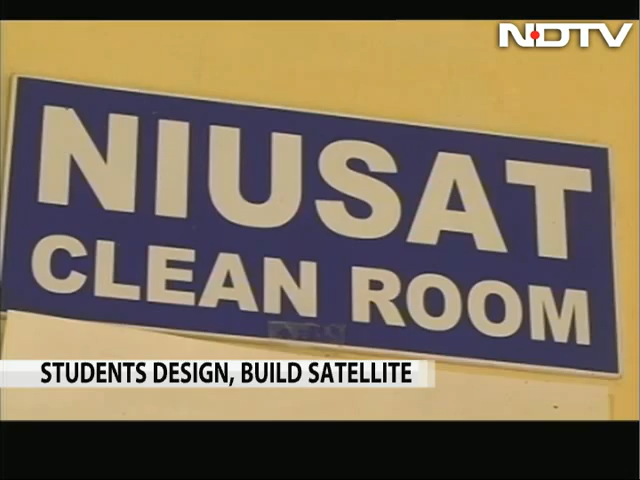 NDTV
NIUSAT
CLEAN ROOM
STUDENTS DESIGN, BUILD SATELLITE